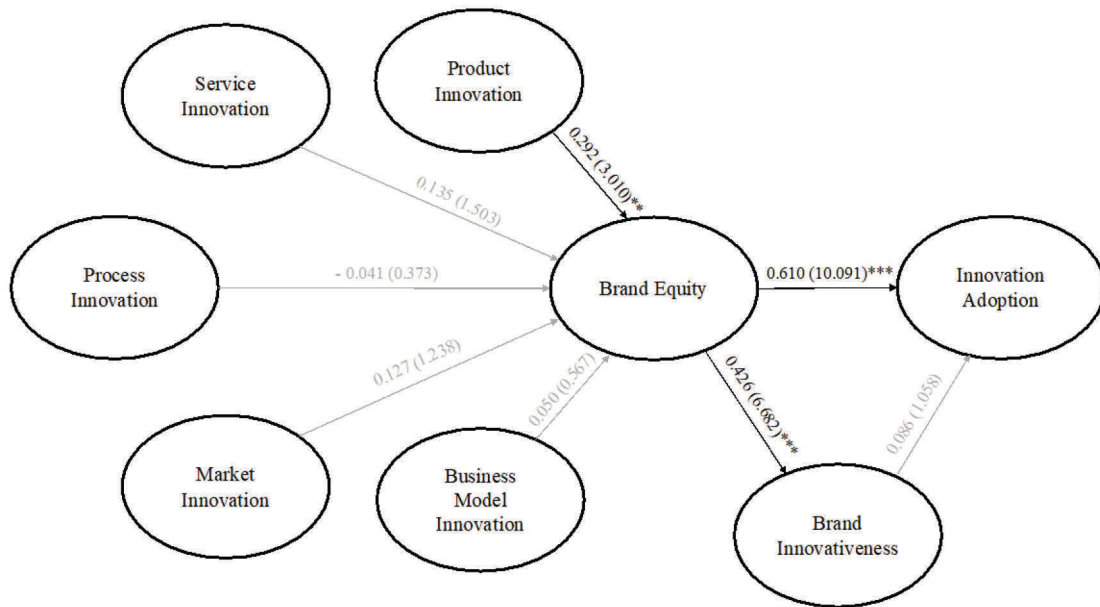 Service
Innovation
Product
Innovation
0.292 (3.010)**
0.135 (1.503)
Process
Innovation
- 0.041 (0.373)
Brand Equity
0.610 (10.091)***
Innovation
Adoption
0.127 (1.238)
0.050 (0.567)
0.426 (6.682)***
0.086 (1.058)
Market
Innovation
Business
Model
Innovation
Brand
Innovativeness